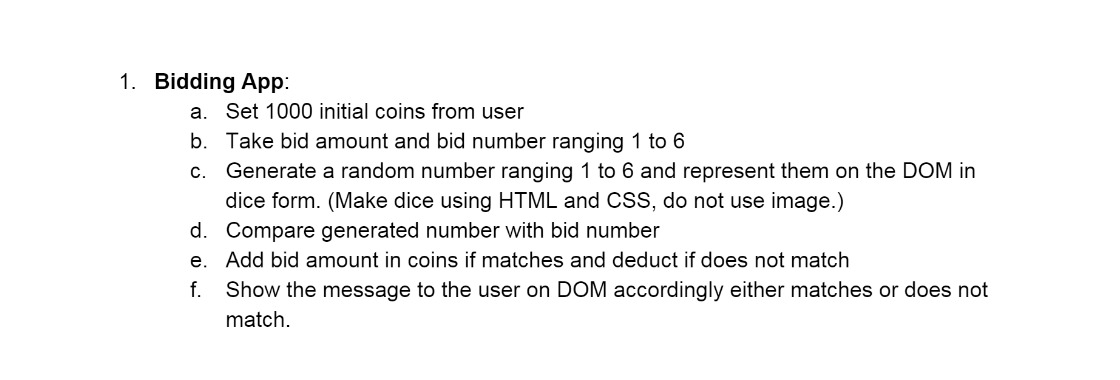 1. Bidding App:
a. Set 1000 initial coins from user
b. Take bid amount and bid number ranging 1 to 6
c. Generate a random number ranging 1 to 6 and represent them on the DOM in
dice form. (Make dice using HTML and CSS, do not use image.)
d. Compare generated number with bid number
e. Add bid amount in coins if matches and deduct if does not match
f. Show the message to the user on DOM accordingly either matches or does not
match.